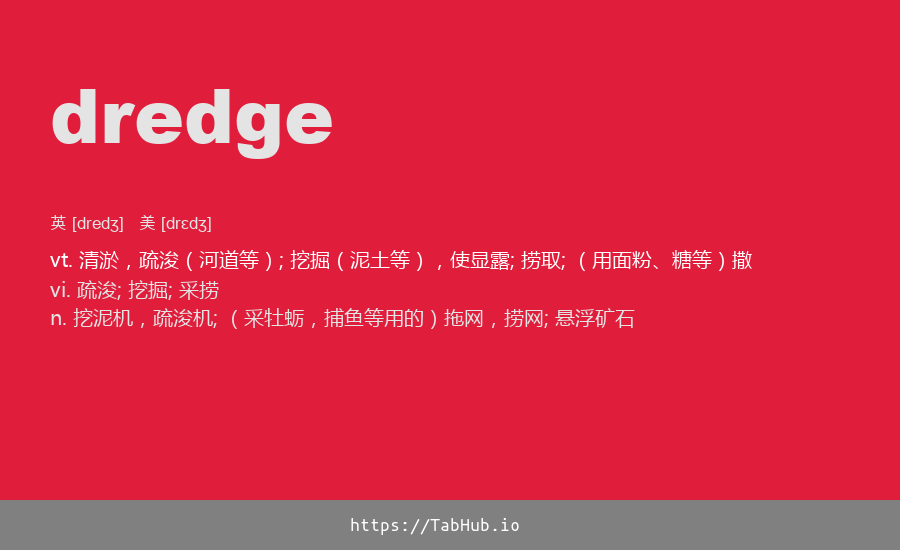 dredge
英 [dredʒ] 美 [drɛdʒ]
vt. 清淤，疏浚（河道等）; 挖掘（泥土等），使显露; 捞取; （用面粉、糖等）撒
vi. 疏浚; 挖掘; 采捞
n. 挖泥机，疏浚机; （采牡蛎，捕鱼等用的）拖网，捞网; 悬浮矿石
https://TabHub.io